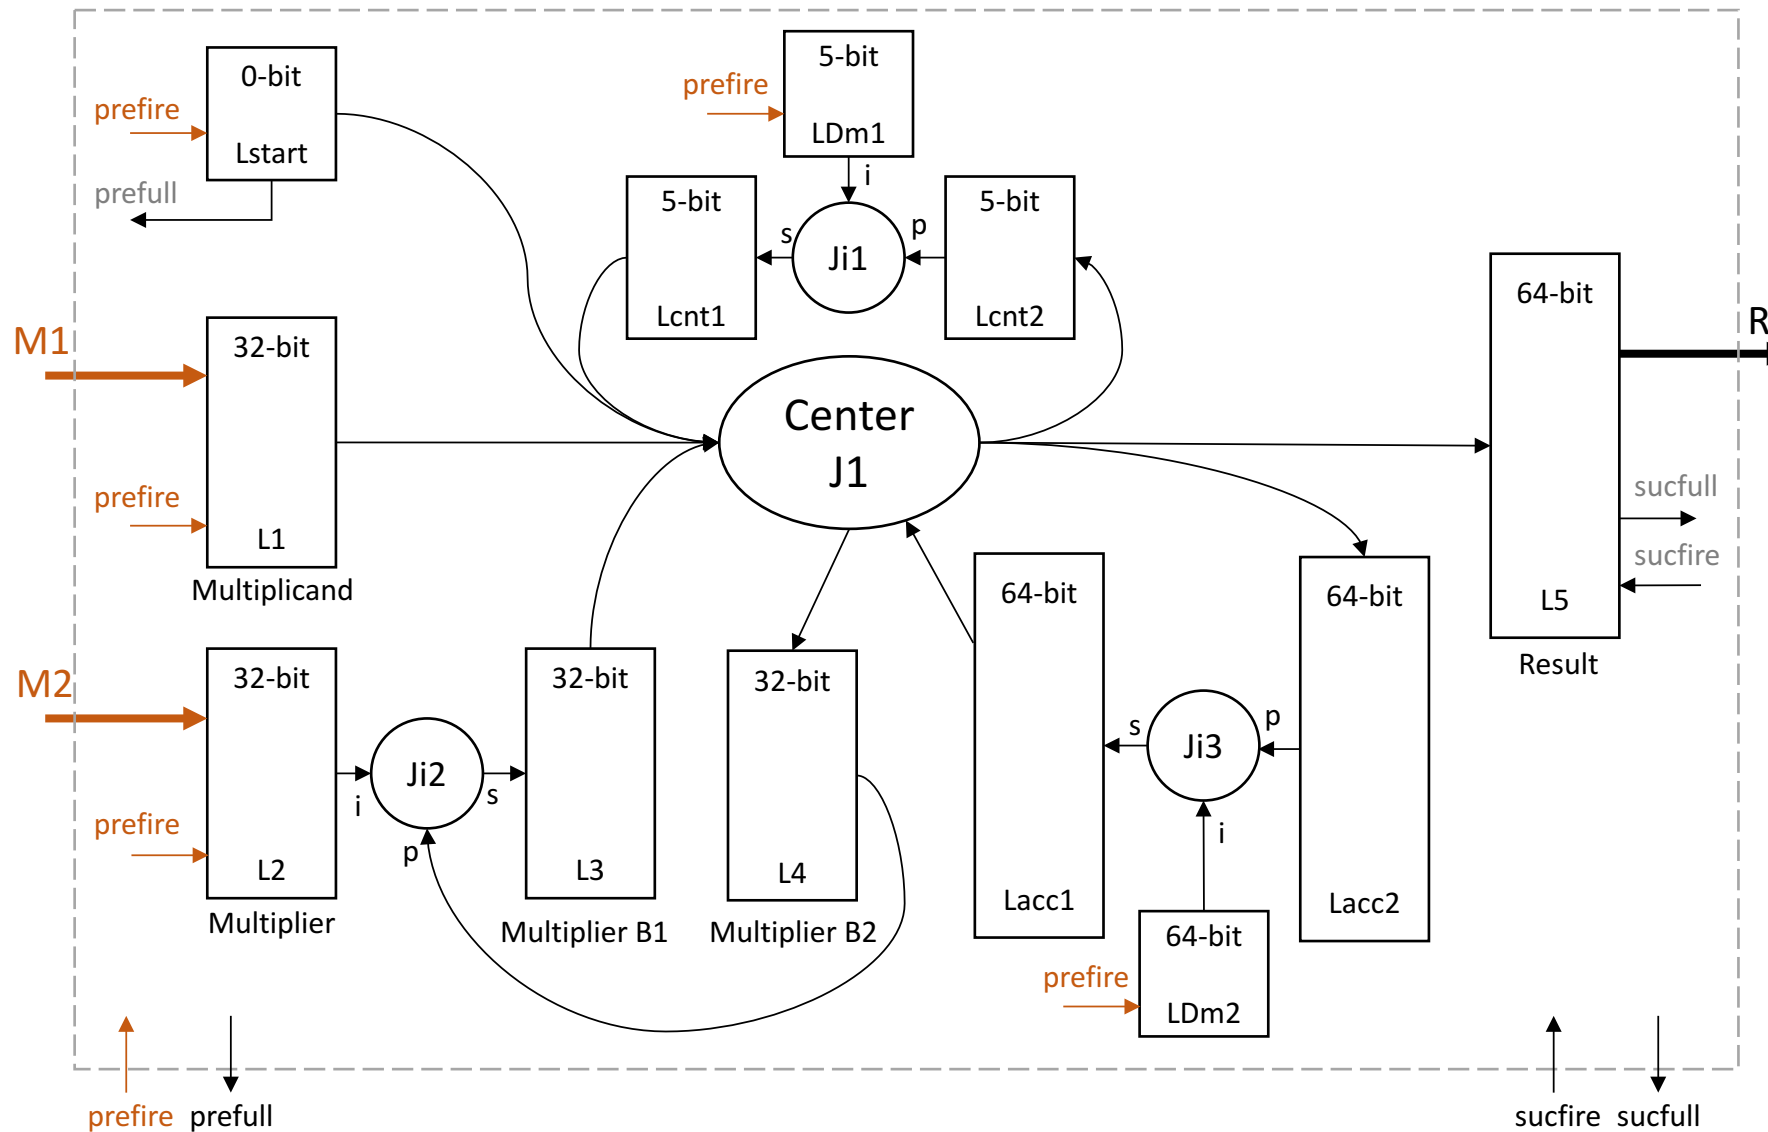 0-bit
prefire
Lstart
prefull
5-bit
prefire
LDm1
i
5-bit
s
Ji1
p
5-bit
Lcnt1
Lcnt2
M1
32-bit
prefire
L1
Multiplicand
Center
J1
64-bit
R
sucfull
sucfire
L5
Result
M2
32-bit
prefire
L2
Multiplier
i
Ji2
s
p
32-bit
L3
Multiplier B1
32-bit
L4
Multiplier B2
64-bit
Lacc1
s
Ji3
p
i
64-bit
Lacc2
prefire
64-bit
LDm2
prefire
prefull
sucfire
sucfull